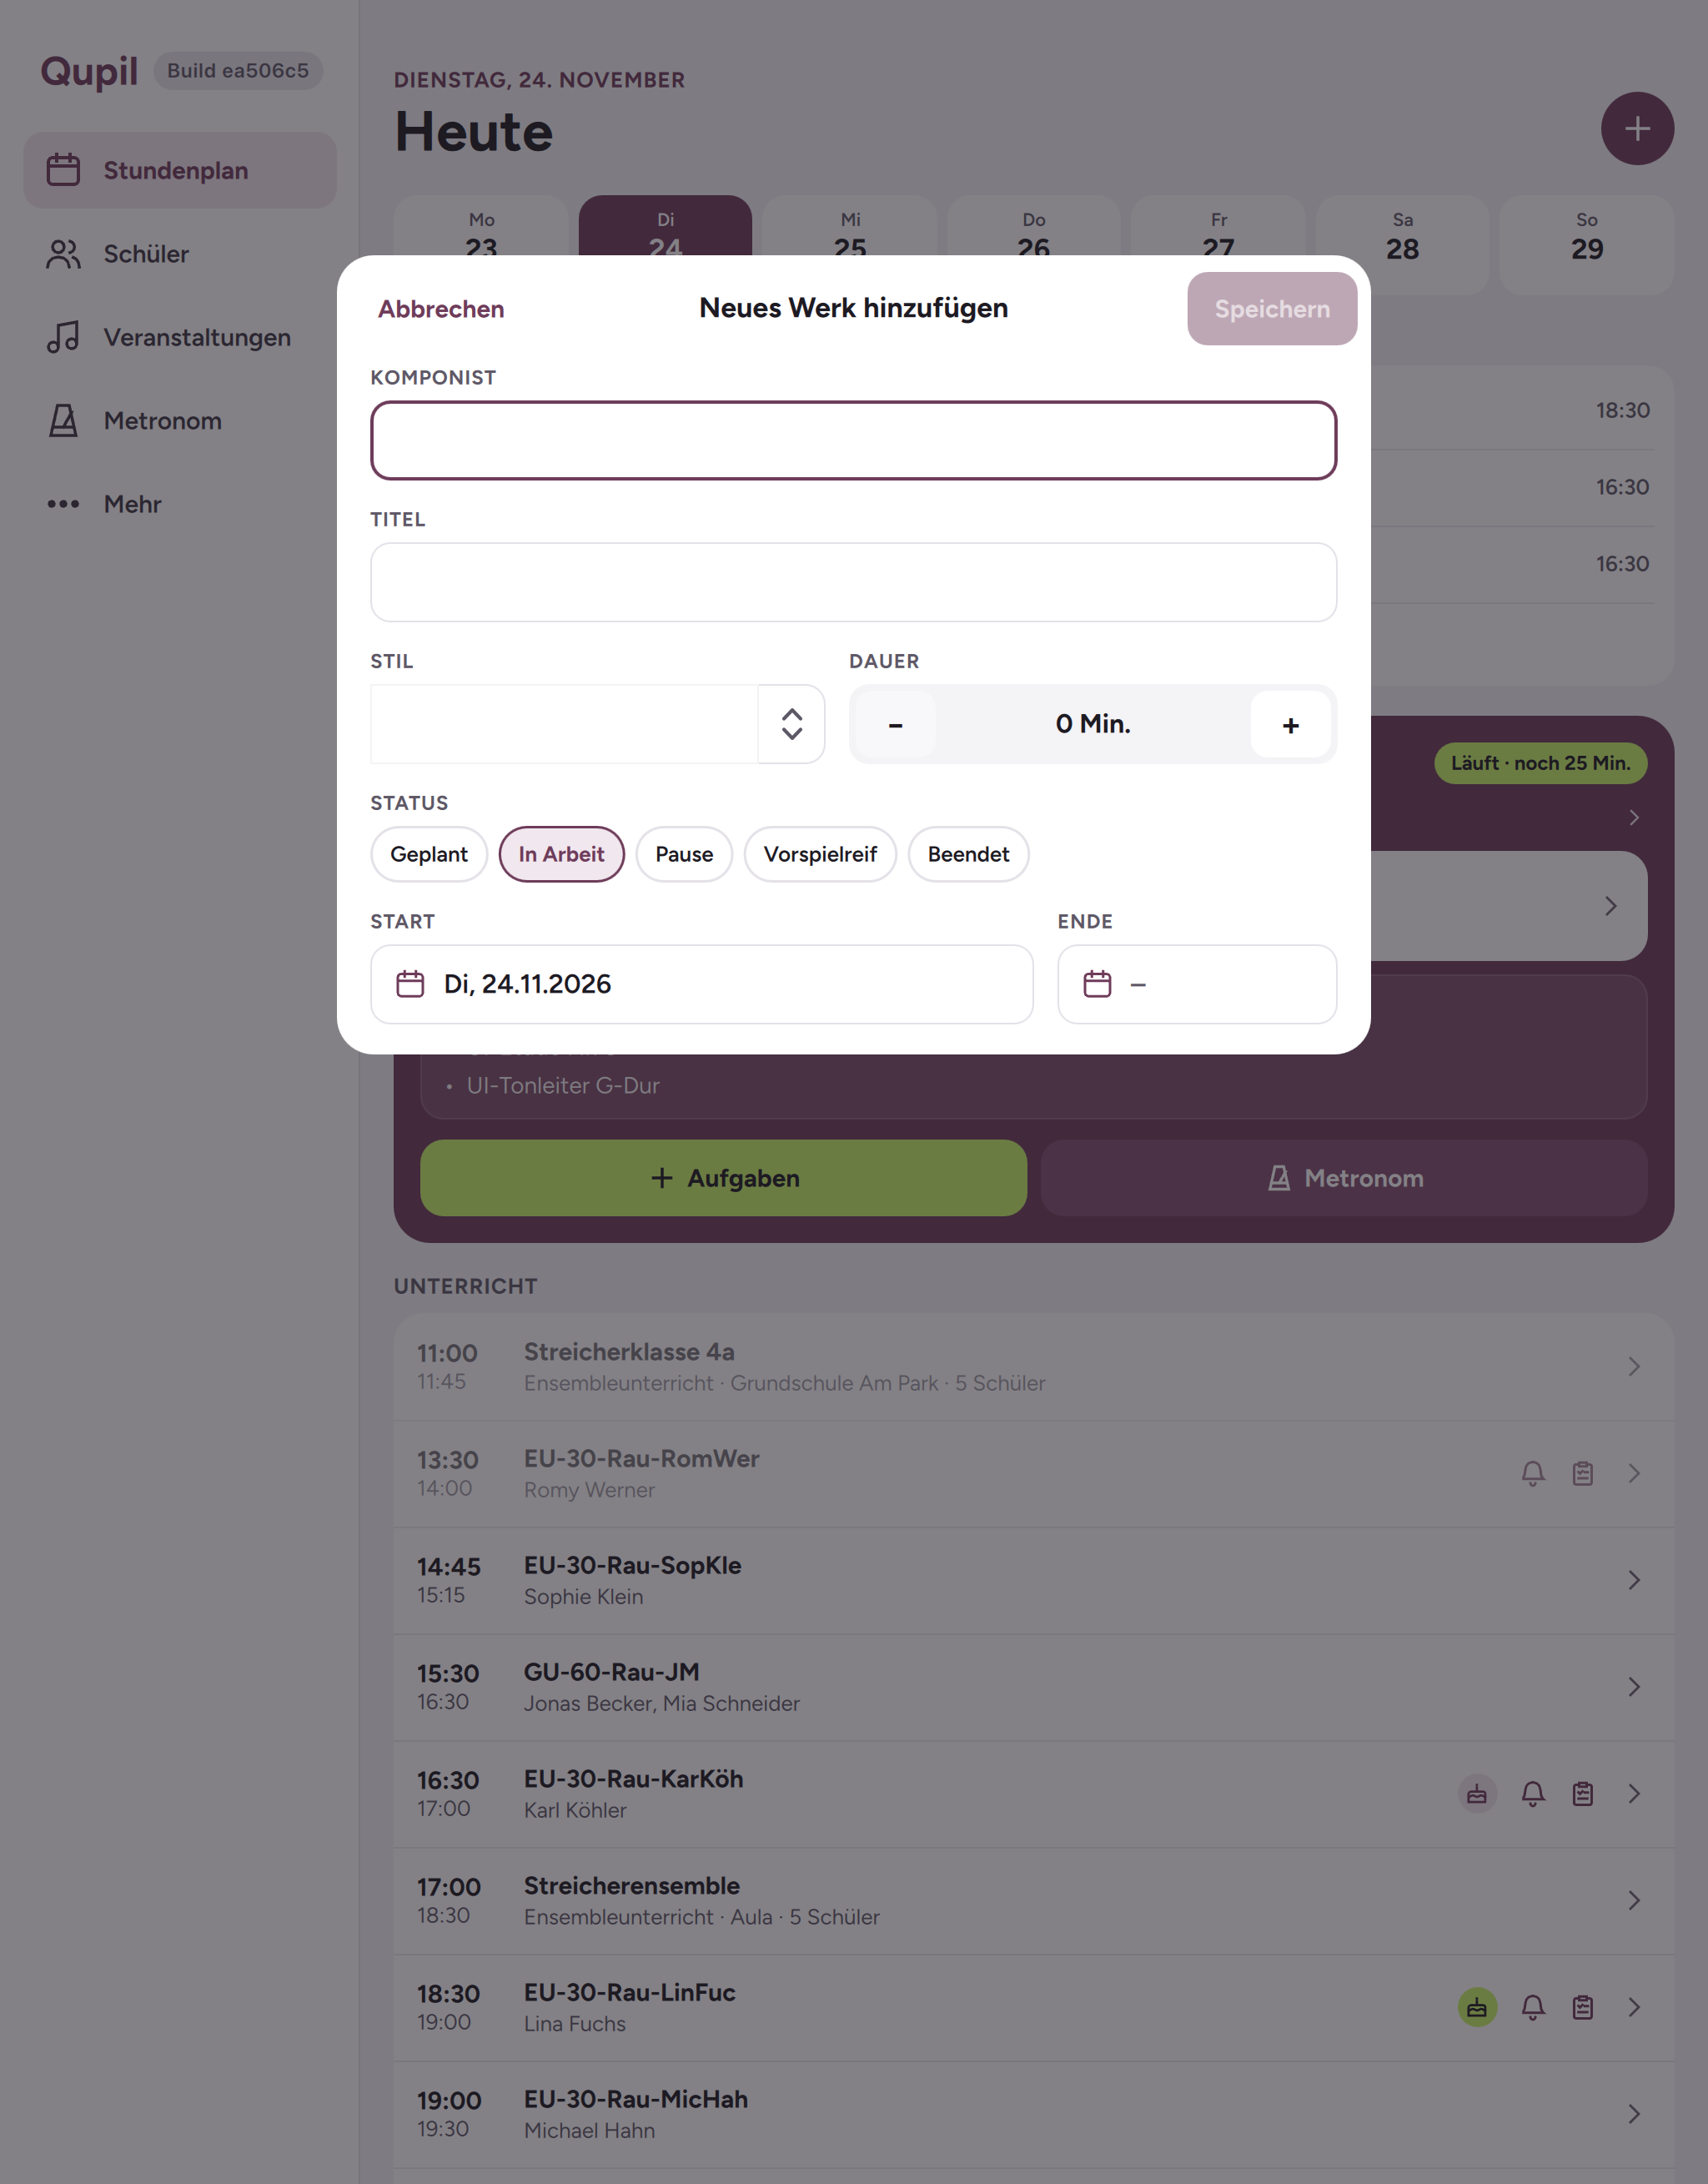 Qupil Build ea506c5
Stundenplan
Schüler
Veranstaltungen
Metronom
Mehr
DIENSTAG, 24. NOVEMBER
Heute
Mo Di Mi Do Fr Sa So
23 24 25 26 27 28 29
Abbrechen Neues Werk hinzufügen Speichern
KOMPONIST
TITEL
STIL DAUER
0 Min.
STATUS
Geplant In Arbeit Pause Vorspielreif Beendet
START ENDE
Di, 24.11.2026 –
18:30
16:30
16:30
Läuft · noch 25 Min.
• UI-Tonleiter G-Dur
Aufgaben Metronom
UNTERRICHT
11:00 Streicherklasse 4a
11:45 Ensembleunterricht · Grundschule Am Park · 5 Schüler
13:30 EU-30-Rau-RomWer
14:00 Romy Werner
14:45 EU-30-Rau-SopKle
15:15 Sophie Klein
15:30 GU-60-Rau-JM
16:30 Jonas Becker, Mia Schneider
16:30 EU-30-Rau-KarKöh
17:00 Karl Köhler
17:00 Streicherensemble
18:30 Ensembleunterricht · Aula · 5 Schüler
18:30 EU-30-Rau-LinFuc
19:00 Lina Fuchs
19:00 EU-30-Rau-MicHah
19:30 Michael Hahn